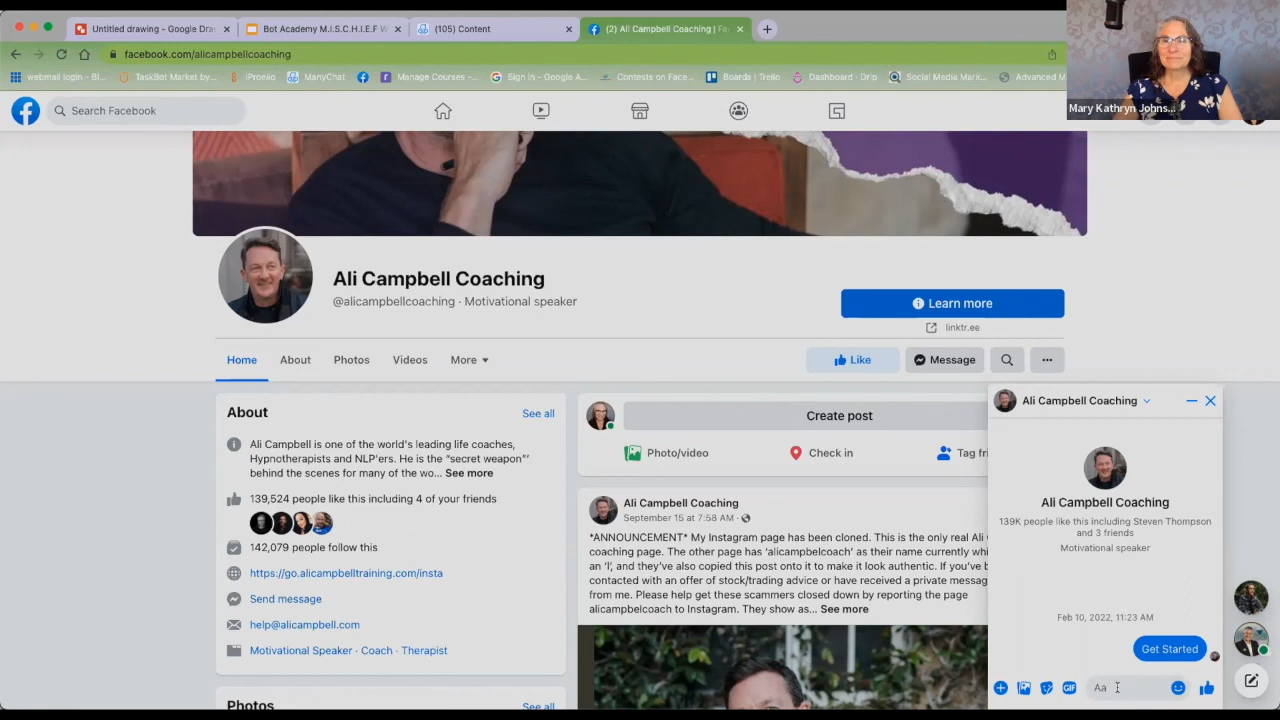 Untitled drawing - Google Dra
Bot Academy M.I.S.C.H.I.E.F W
(105) Content
(2) Ali Campbell Coaching | Fa
facebook.com/alicampbellcoaching
webmail login - Bl...
TaskBot Market by...
iPronlio
ManyChat
Manage Courses -...
Sign in – Google A...
Contests on Face...
Boards | Trello
Dashboard · Drip
Social Media Mark...
Advanced M
Mary Kathryn Johns...
Search Facebook
Ali Campbell Coaching
@alicampbellcoaching · Motivational speaker
Learn more
linktr.ee
Home
About
Photos
Videos
More
Like
Message
About
See all
Ali Campbell is one of the world's leading life coaches,
Hypnotherapists and NLP'ers. He is the "secret weapon"'
behind the scenes for many of the wo... See more
139,524 people like this including 4 of your friends
142,079 people follow this
https://go.alicampbelltraining.com/insta
Send message
help@alicampbell.com
Motivational Speaker · Coach · Therapist
Photos
See all
Create post
Photo/video
Check in
Tag fri
Ali Campbell Coaching
September 15 at 7:58 AM ·
*ANNOUNCEMENT* My Instagram page has been cloned. This is the only real Ali
coaching page. The other page has 'alicampbelcoach' as their name currently whi
an 'l', and they've also copied this post onto it to make it look authentic. If you've b
contacted with an offer of stock/trading advice or have received a private messag
from me. Please help get these scammers closed down by reporting the page
alicampbelcoach to Instagram. They show as... See more
Ali Campbell Coaching
Ali Campbell Coaching
139K people like this including Steven Thompson
and 3 friends
Motivational speaker
Feb 10, 2022, 11:23 AM
Get Started
GIF
Aa